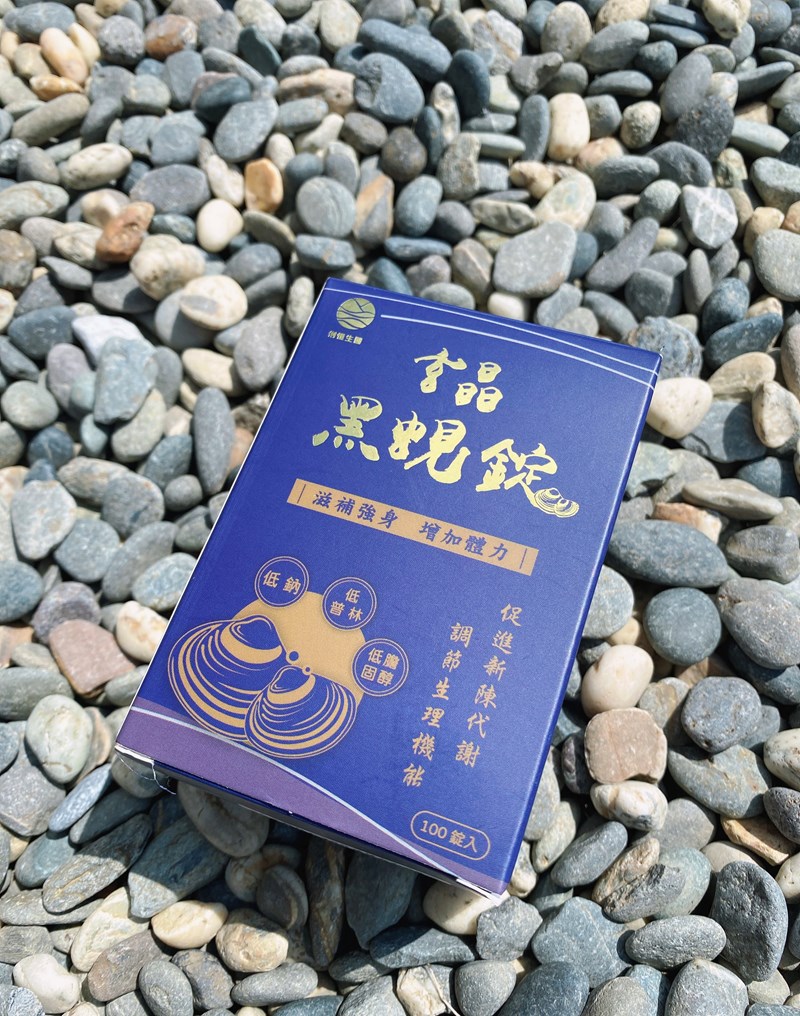 李晶
黑蜆錠
滋補強身 增加體力
低鈉
低
普林
低膽
固醇
促進新陳代謝
調節生理機能
100錠入